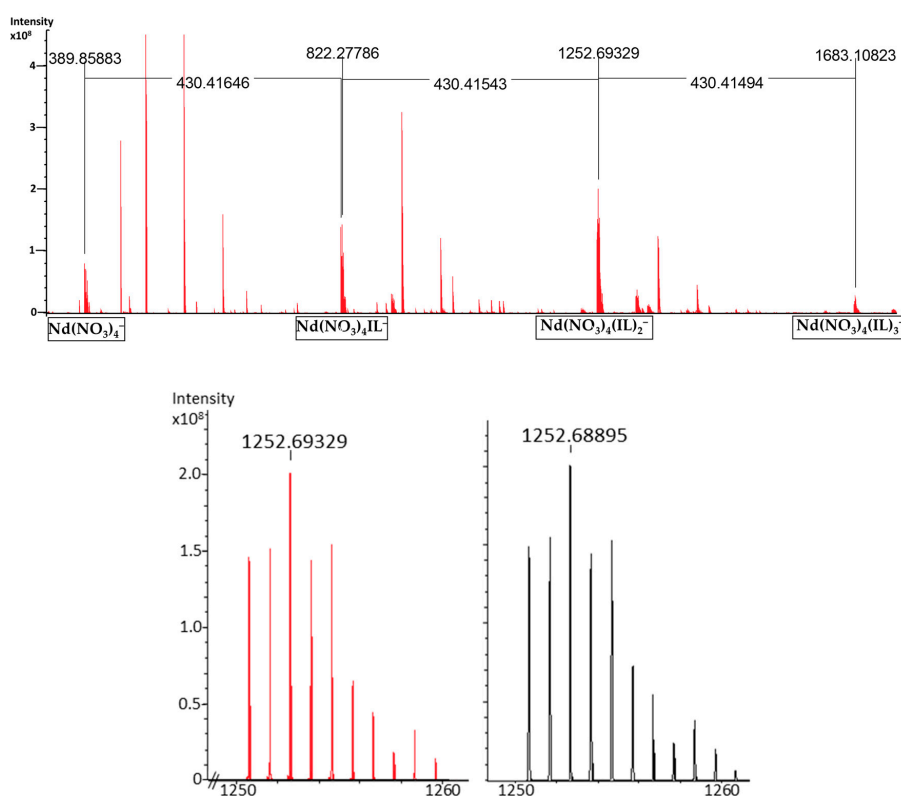 Intensity
x10⁸
389.85883
822.27786
1252.69329
1683.10823
430.41646
430.41543
430.41494
4
3
2
1
0
Nd(NO₃)₄⁻
Nd(NO₃)₄IL⁻
Nd(NO₃)₄(IL)₂⁻
Nd(NO₃)₄(IL)₃⁻
Intensity
x10⁸
1252.69329
1252.68895
2.0
1.5
1.0
0.5
0
1250
1260
1250
1260